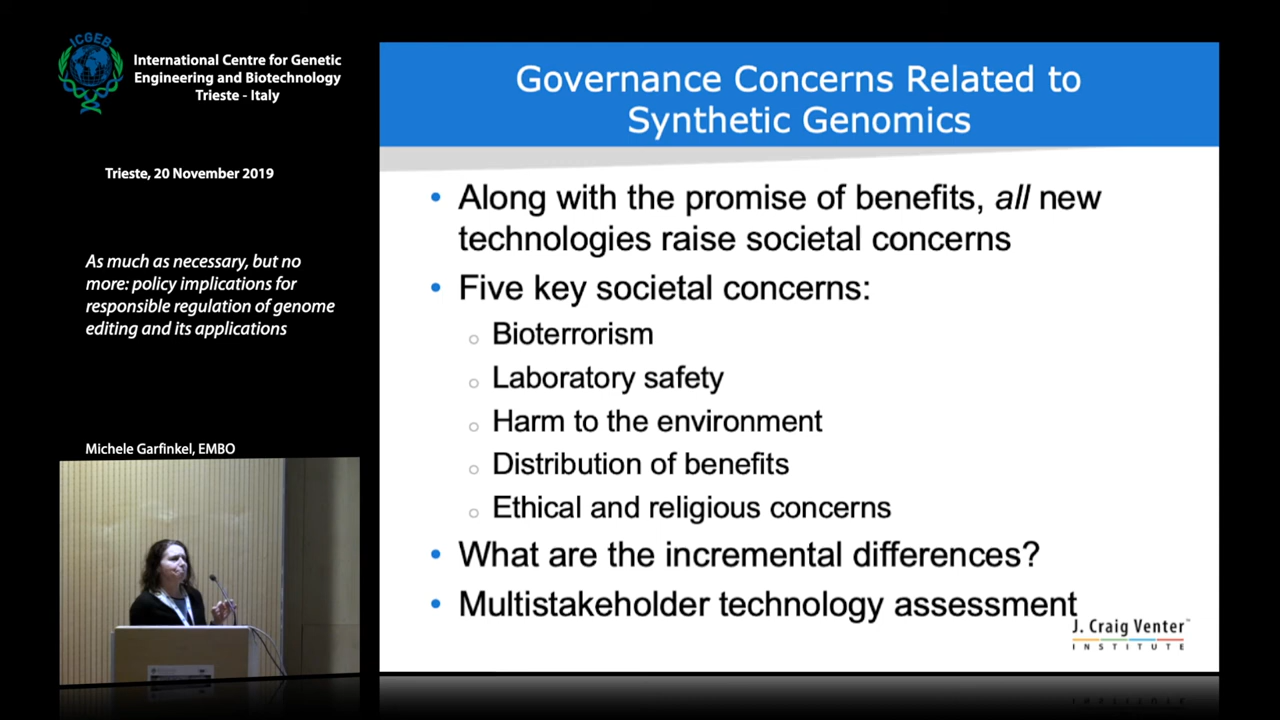 ICGEB
International Centre for Genetic
Engineering and Biotechnology
Trieste - Italy
Trieste, 20 November 2019
As much as necessary, but no
more: policy implications for
responsible regulation of genome
editing and its applications
Michele Garfinkel, EMBO
Governance Concerns Related to
Synthetic Genomics
• Along with the promise of benefits, all new
technologies raise societal concerns
• Five key societal concerns:
○ Bioterrorism
○ Laboratory safety
○ Harm to the environment
○ Distribution of benefits
○ Ethical and religious concerns
• What are the incremental differences?
• Multistakeholder technology assessment
J. Craig Venter™
INSTITUTE